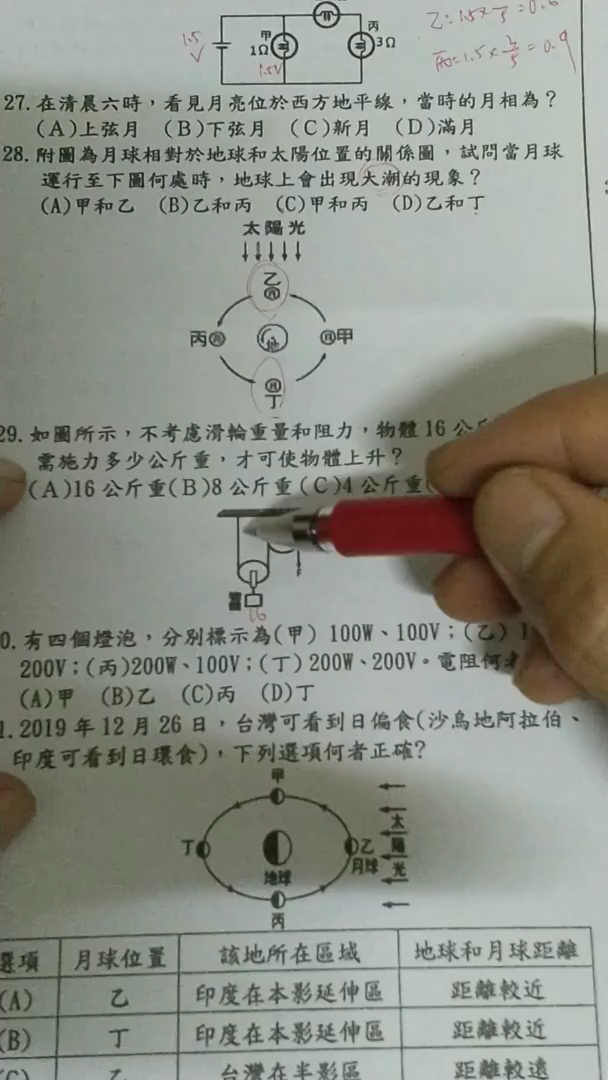 1.5 V
甲
1Ω
1.5V
丙
3Ω
27. 在清晨六時，看見月亮位於西方地平線，當時的月相為？
(A)上弦月 (B)下弦月 (C)新月 (D)滿月
28. 附圖為月球相對於地球和太陽位置的關係圖，試問當月球
運行至下圖何處時，地球上會出現大潮的現象？
(A)甲和乙 (B)乙和丙 (C)甲和丙 (D)乙和丁
太陽光
乙
月
丙月
地
月甲
月
丁
29. 如圖所示，不考慮滑輪重量和阻力，物體16公
需施力多少公斤重，才可使物體上升？
(A)16公斤重(B)8公斤重(C)4公斤重
16
0. 有四個燈泡，分別標示為(甲) 100W、100V；(乙) 1
200V；(丙)200W、100V；(丁)200W、200V。電阻何
(A)甲 (B)乙 (C)丙 (D)丁
1. 2019年12月26日，台灣可看到日偏食(沙烏地阿拉伯、
印度可看到日環食)，下列選項何者正確？
甲
丁
地球
乙
月球
太陽光
丙
選項 月球位置 該地所在區域 地球和月球距離
(A) 乙 印度在本影延伸區 距離較近
(B) 丁 印度在本影延伸區 距離較近
(C) 乙 台灣在半影區 距離較遠